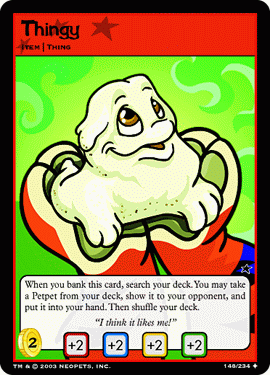 Thingy
Item | Thing
When you bank this card, search your deck. You may take
a Petpet from your deck, show it to your opponent, and
put it into your hand. Then shuffle your deck.
"I think it likes me!"
2
+2 +2 +2 +2
TM & © 2003 NEOPETS, INC. 148/234